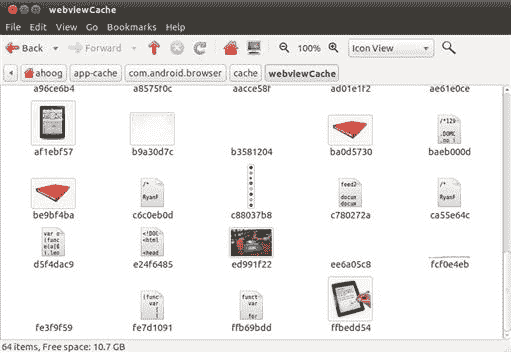 webviewCache
File Edit View Go Bookmarks Help
Back Forward 100% Icon View
ahoog app-cache com.android.browser cache webviewCache
a96ce6b4 a8575f0c aacce58f ad01e1f2 ae61e0ce
af1ebf57 b9a30d7c b3581204 ba0d5730 baeb000d
be9bf4ba c6c0eb0d c88037b8 c780272a ca55e64c
d5f4dac9 e24f6485 ed991f22 ee6a05c8 fcf0e4eb
fe3f9f59 fe7d1091 ffb69bdd ffbedd54
64 items, Free space: 10.7 GB